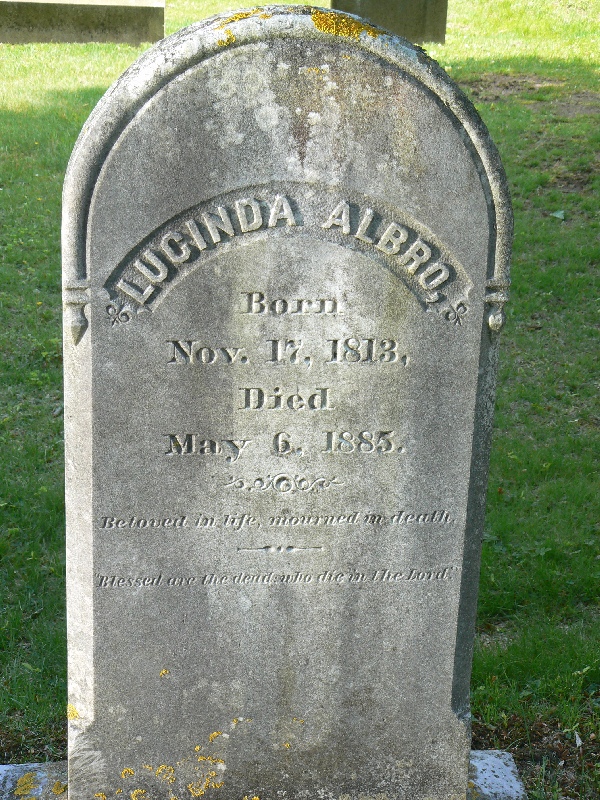 LUCINDA ALBRO,
Born
Nov. 17, 1813,
Died
May 6, 1885.
Beloved in life, mourned in death.
"Blessed are the dead, who die in the Lord."